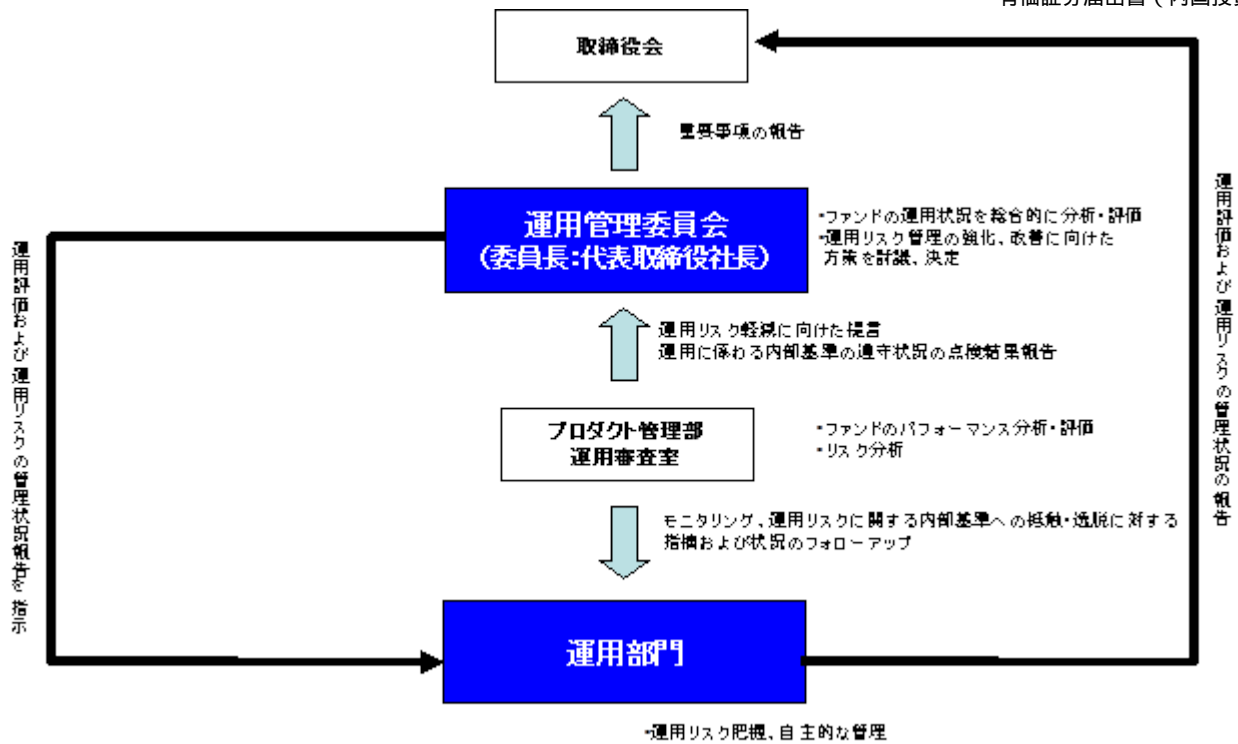 取締役会
重要事項の報告
運用管理委員会
(委員長:代表取締役社長)
・ファンドの運用状況を総合的に分析・評価
・運用リスク管理の強化、改善に向けた
方策を討議、決定
運用評価および運用リスクの管理状況報告を指示
運用評価および運用リスクの管理状況の報告
運用リスク軽減に向けた提言
運用に係わる内部基準の遵守状況の点検結果報告
プロダクト管理部
運用審査室
・ファンドのパフォーマンス分析・評価
・リスク分析
モニタリング、運用リスクに関する内部基準への抵触・逸脱に対する
指摘および状況のフォローアップ
運用部門
・運用リスク把握、自主的な管理